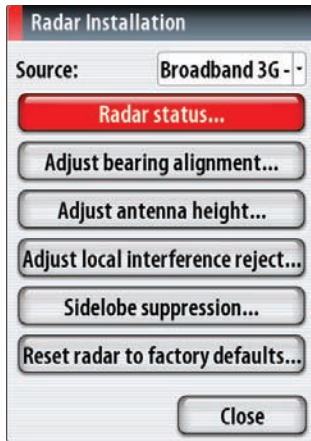 Radar Installation
Source: Broadband 3G -
Radar status...
Adjust bearing alignment...
Adjust antenna height...
Adjust local interference reject...
Sidelobe suppression...
Reset radar to factory defaults...
Close